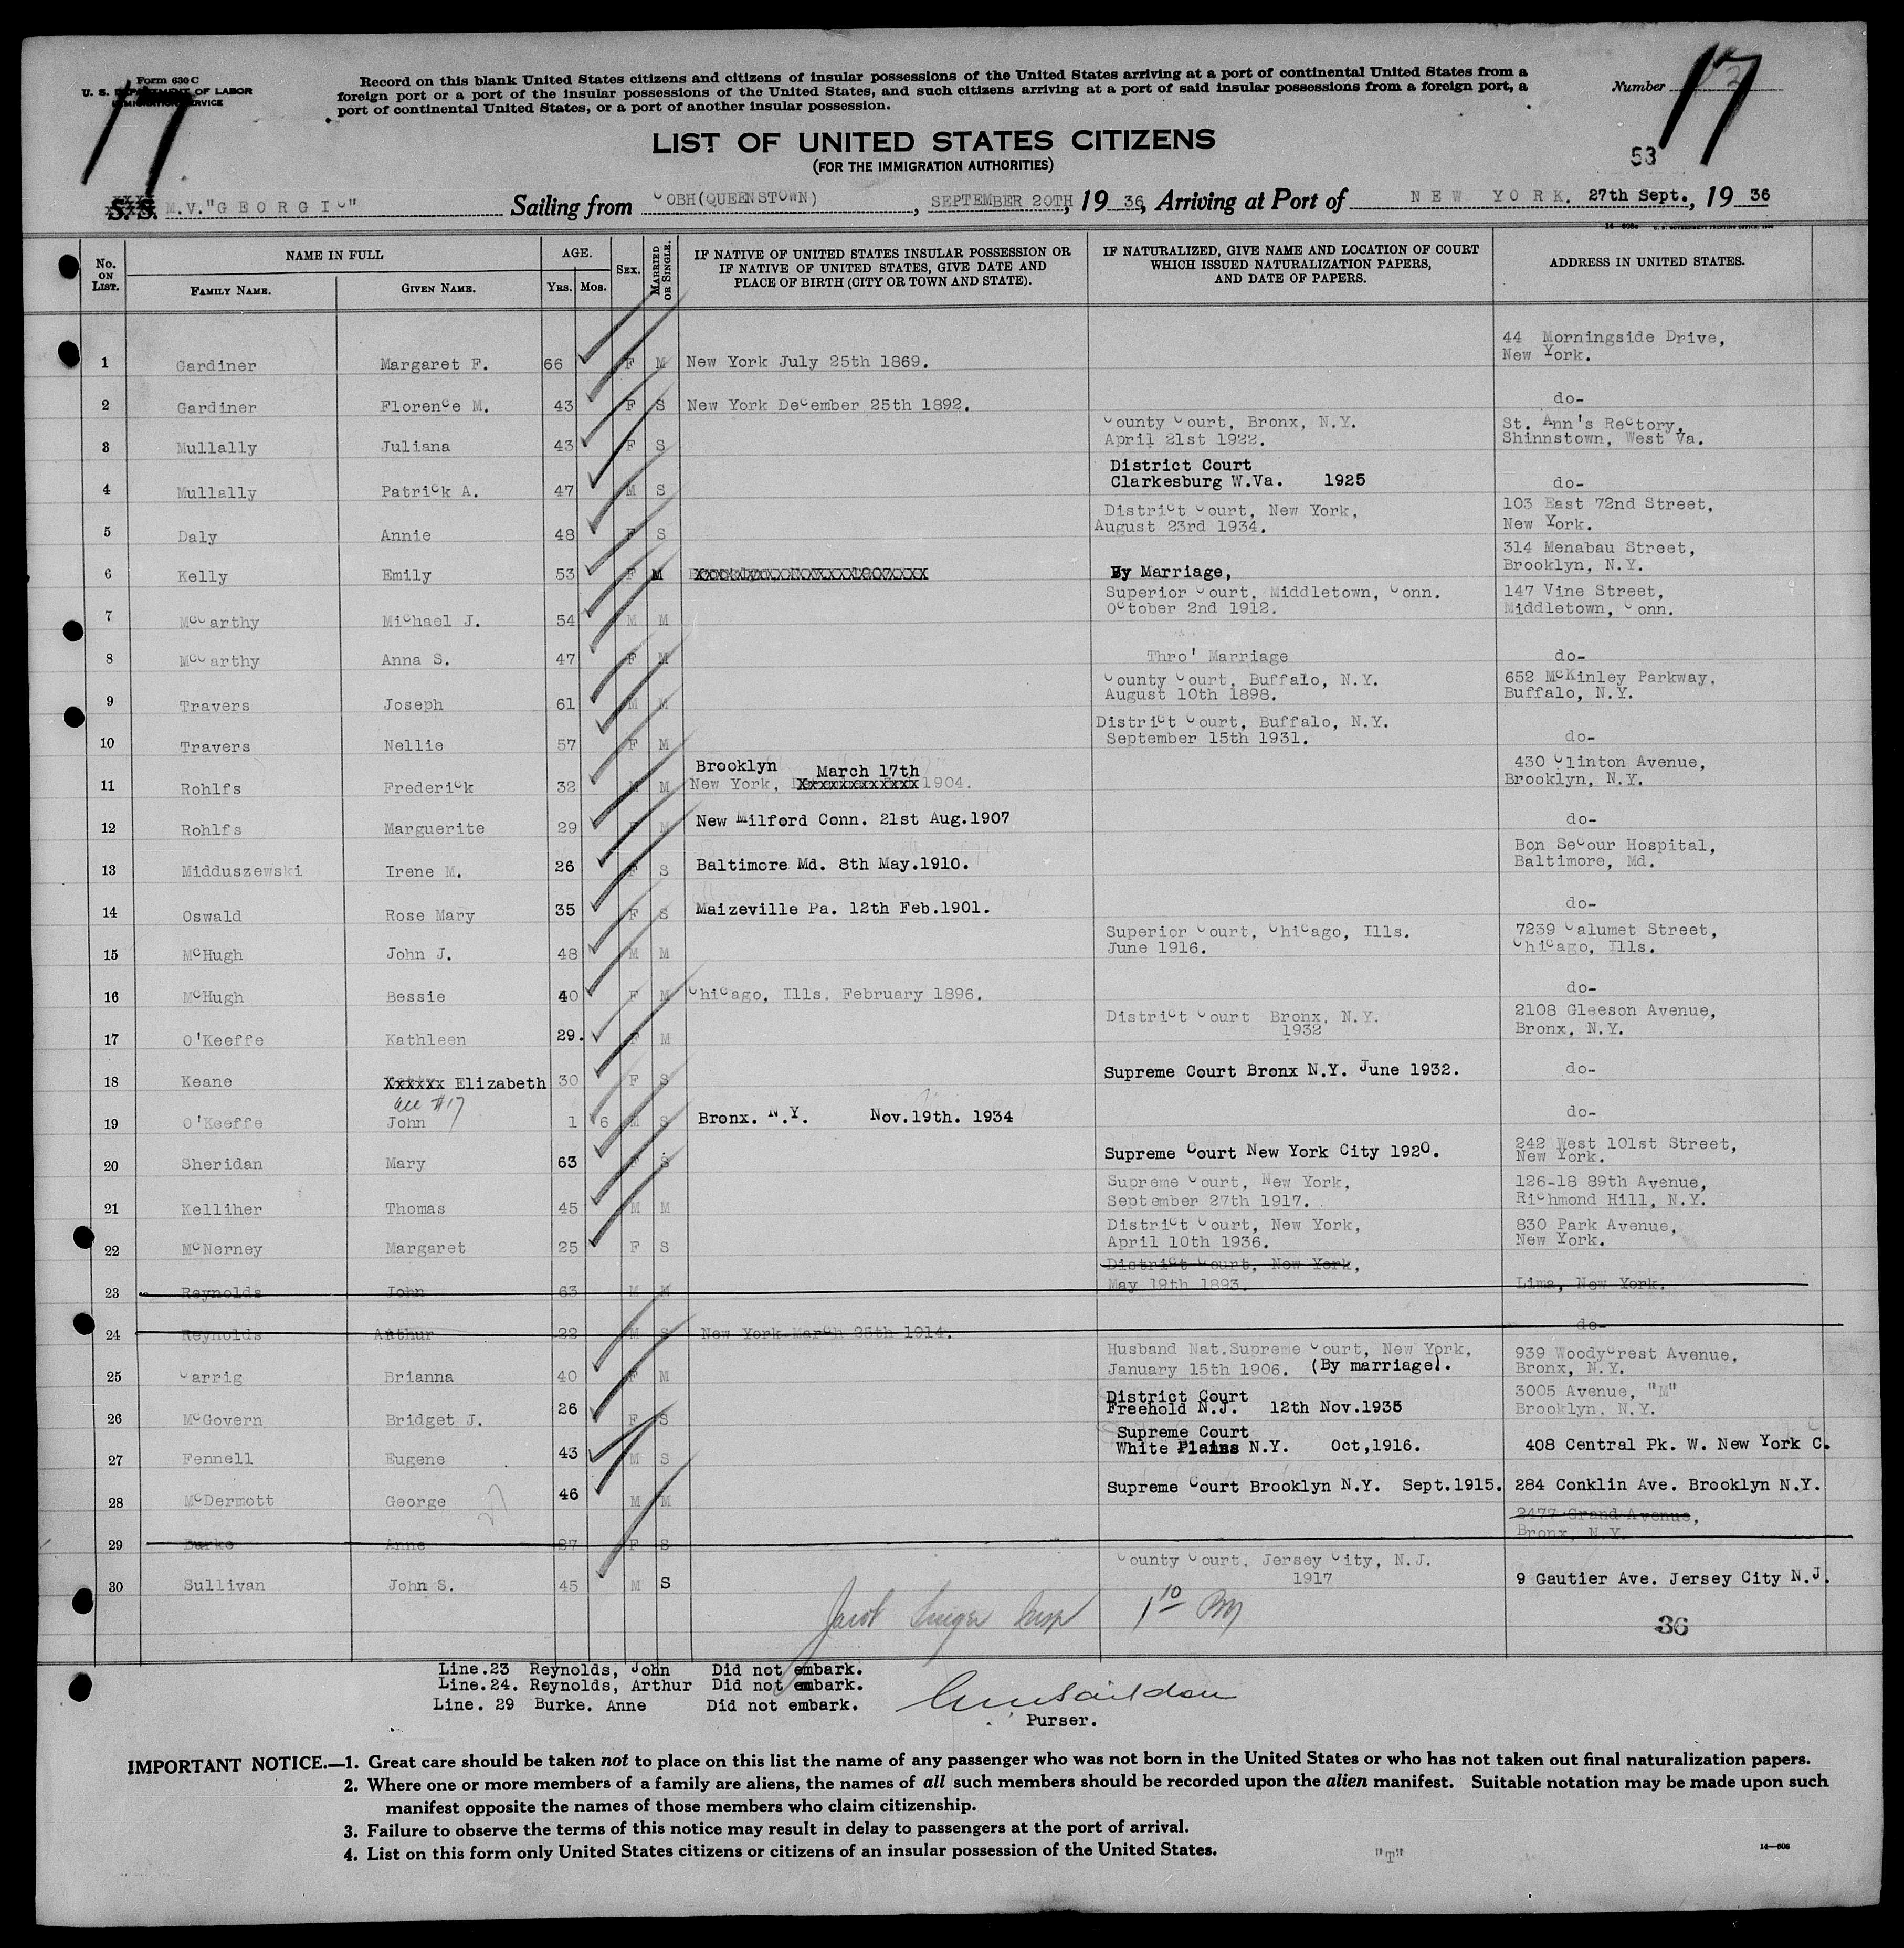 Form 630 C
U. S. DEPARTMENT OF LABOR
IMMIGRATION SERVICE
17
Record on this blank United States citizens and citizens of insular possessions of the United States arriving at a port of continental United States from a
foreign port or a port of the insular possessions of the United States, and such citizens arriving at a port of said insular possessions from a foreign port, a
port of continental United States, or a port of another insular possession.
Number 17
LIST OF UNITED STATES CITIZENS
(FOR THE IMMIGRATION AUTHORITIES)
53
S. S. M.V."GEORGIC" Sailing from COBH(QUEENSTOWN), SEPTEMBER 20TH, 19 36, Arriving at Port of NEW YORK. 27th Sept., 19 36
No. ON LIST. NAME IN FULL FAMILY NAME. GIVEN NAME. AGE. YRS. MOS. SEX. MARRIED OR SINGLE. IF NATIVE OF UNITED STATES INSULAR POSSESSION OR IF NATIVE OF UNITED STATES, GIVE DATE AND PLACE OF BIRTH (CITY OR TOWN AND STATE). IF NATURALIZED, GIVE NAME AND LOCATION OF COURT WHICH ISSUED NATURALIZATION PAPERS, AND DATE OF PAPERS. ADDRESS IN UNITED STATES.
1 Gardiner Margaret F. 66 F M New York July 25th 1869. 44 Morningside Drive, New York.
2 Gardiner Florence M. 43 F S New York December 25th 1892. do-
3 Mullally Juliana 43 F S County Court, Bronx, N.Y. April 21st 1922. St. Ann's Rectory, Shinnstown, West Va.
4 Mullally Patrick A. 47 M S District Court Clarkesburg W.Va. 1925 do-
5 Daly Annie 48 F S District Court, New York, August 23rd 1934. 103 East 72nd Street, New York.
6 Kelly Emily 53 F M By Marriage, 314 Menabau Street, Brooklyn, N.Y.
7 McCarthy Michael J. 54 M M Superior Court, Middletown, Conn. October 2nd 1912. 147 Vine Street, Middletown, Conn.
8 McCarthy Anna S. 47 F M Thro' Marriage do-
9 Travers Joseph 61 M M County Court, Buffalo, N.Y. August 10th 1898. 652 McKinley Parkway, Buffalo, N.Y.
10 Travers Nellie 57 F M District Court, Buffalo, N.Y. September 15th 1931. do-
11 Rohlfs Frederick 32 M M Brooklyn New York, March 17th 1904. 430 Clinton Avenue, Brooklyn, N.Y.
12 Rohlfs Marguerite 29 F M New Milford Conn. 21st Aug.1907 do-
13 Midduszewski Irene M. 26 F S Baltimore Md. 8th May.1910. Bon Secour Hospital, Baltimore, Md.
14 Oswald Rose Mary 35 F S Maizeville Pa. 12th Feb.1901. do-
15 McHugh John J. 48 M M Superior Court, Chicago, Ills. June 1916. 7239 Calumet Street, Chicago, Ills.
16 McHugh Bessie 40 F M Chicago, Ills. February 1896. do-
17 O'Keeffe Kathleen 29. F M District Court Bronx, N.Y. 1932 2108 Gleeson Avenue, Bronx, N.Y.
18 Keane Xxxxxx Elizabeth 30 F S Supreme Court Bronx N.Y. June 1932. do-
#17
19 O'Keeffe John 1 6 M S Bronx. N.Y. Nov.19th. 1934 do-
20 Sheridan Mary 63 F S Supreme Court New York City 1920. 242 West 101st Street, New York.
21 Kelliher Thomas 45 M M Supreme Court, New York, September 27th 1917. 126-18 89th Avenue, Richmond Hill, N.Y.
22 McNerney Margaret 25 F S District Court, New York, April 10th 1936. 830 Park Avenue, New York.
23 Reynolds John 63 M M District Court, New York, May 19th 1893. Lima, New York.
24 Reynolds Arthur 22 M S New York March 25th 1914. do-
25 Carrig Brianna 40 F M Husband Nat.Supreme Court, New York, January 15th 1906. (By marriage). 939 Woodycrest Avenue, Bronx, N.Y.
26 McGovern Bridget J. 26 F S District Court Freehold N.J. 12th Nov.1935 3005 Avenue, "M" Brooklyn, N.Y.
27 Fennell Eugene 43 M S Supreme Court White Plains N.Y. Oct,1916. 408 Central Pk. W. New York C.
28 McDermott George 46 M M Supreme Court Brooklyn N.Y. Sept.1915. 284 Conklin Ave. Brooklyn N.Y.
29 Burke Anne 27 F S 2477 Grand Avenue, Bronx, N.Y.
30 Sullivan John S. 45 M S County Court, Jersey City, N.J. 1917 9 Gautier Ave. Jersey City N.J.
Jacob Singer Insp 1 10 PM
36
Line.23 Reynolds, John Did not embark.
Line.24. Reynolds, Arthur Did not embark.
Line. 29 Burke. Anne Did not embark.
Purser.
IMPORTANT NOTICE.—1. Great care should be taken not to place on this list the name of any passenger who was not born in the United States or who has not taken out final naturalization papers.
2. Where one or more members of a family are aliens, the names of all such members should be recorded upon the alien manifest. Suitable notation may be made upon such
manifest opposite the names of those members who claim citizenship.
3. Failure to observe the terms of this notice may result in delay to passengers at the port of arrival.
4. List on this form only United States citizens or citizens of an insular possession of the United States.
"T"
14—606